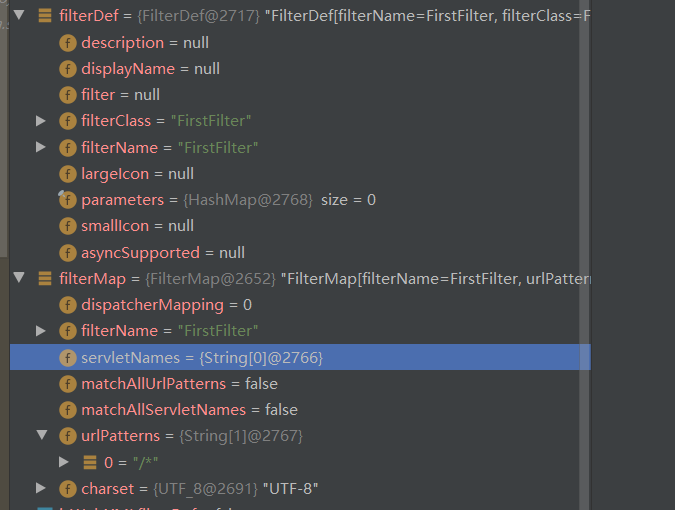 filterDef = {FilterDef@2717} "FilterDef[filterName=FirstFilter, filterClass=F
description = null
displayName = null
filter = null
filterClass = "FirstFilter"
filterName = "FirstFilter"
largeIcon = null
parameters = {HashMap@2768} size = 0
smallIcon = null
asyncSupported = null
filterMap = {FilterMap@2652} "FilterMap[filterName=FirstFilter, urlPattern
dispatcherMapping = 0
filterName = "FirstFilter"
servletNames = {String[0]@2766}
matchAllUrlPatterns = false
matchAllServletNames = false
urlPatterns = {String[1]@2767}
0 = "/*"
charset = {UTF_8@2691} "UTF-8"